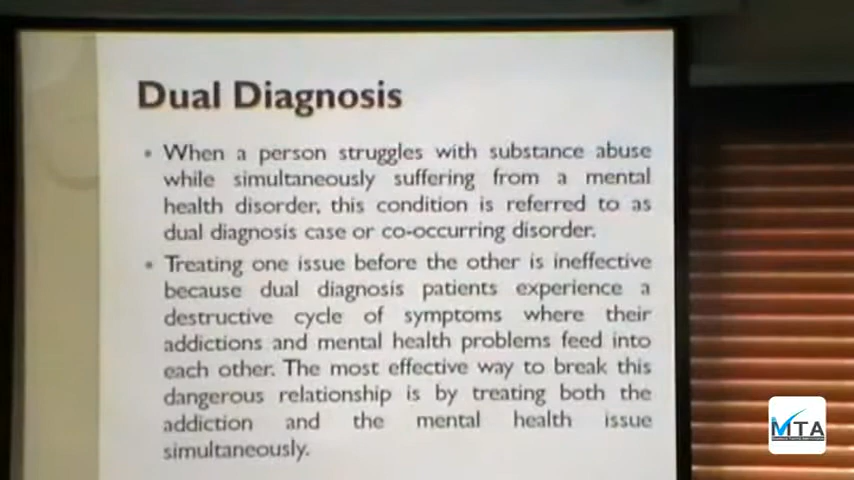 Dual Diagnosis
• When a person struggles with substance abuse
while simultaneously suffering from a mental
health disorder, this condition is referred to as
dual diagnosis case or co-occurring disorder.
• Treating one issue before the other is ineffective
because dual diagnosis patients experience a
destructive cycle of symptoms where their
addictions and mental health problems feed into
each other. The most effective way to break this
dangerous relationship is by treating both the
addiction and the mental health issue
simultaneously.
MTA